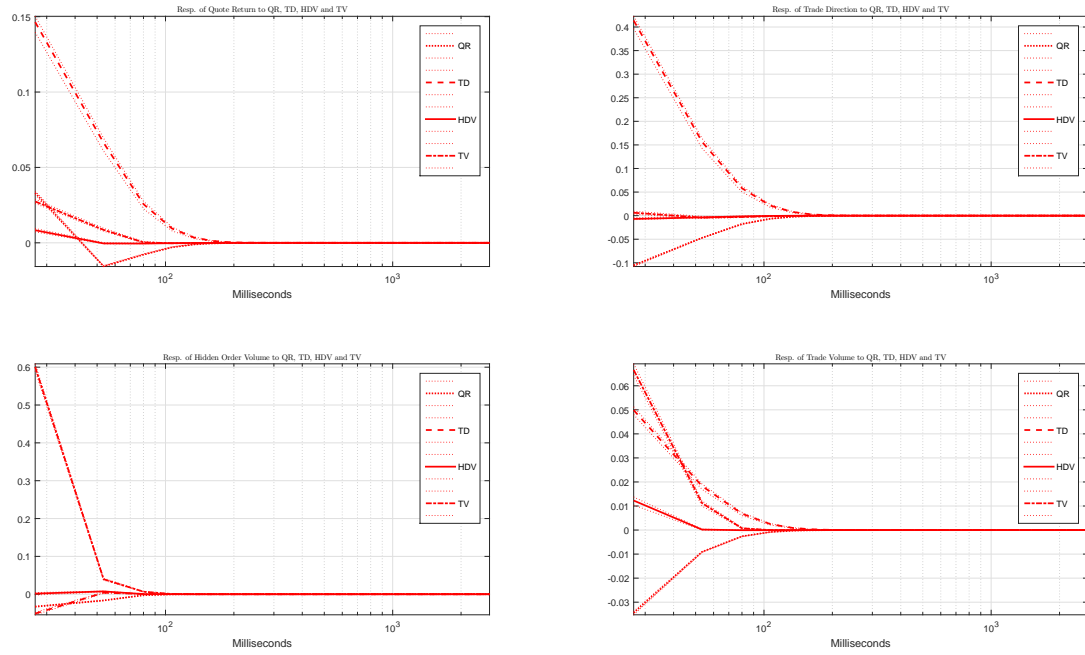 Resp. of Quote Return to QR, TD, HDV and TV
0.15
0.1
0.05
0
10²
10³
Milliseconds
QR
TD
HDV
TV
Resp. of Trade Direction to QR, TD, HDV and TV
0.4
0.35
0.3
0.25
0.2
0.15
0.1
0.05
0
-0.05
-0.1
10²
10³
Milliseconds
QR
TD
HDV
TV
Resp. of Hidden Order Volume to QR, TD, HDV and TV
0.6
0.5
0.4
0.3
0.2
0.1
0
10²
10³
Milliseconds
QR
TD
HDV
TV
Resp. of Trade Volume to QR, TD, HDV and TV
0.06
0.05
0.04
0.03
0.02
0.01
0
-0.01
-0.02
-0.03
10²
10³
Milliseconds
QR
TD
HDV
TV